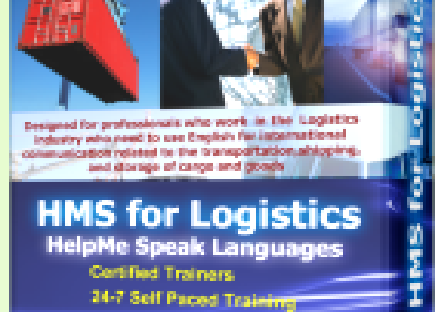 Designed for professionals who work in the Logistics
industry who need to use English for international
communication related to the transportation, shipping,
and storage of cargo and goods
HMS for Logistics
HelpMe Speak Languages
Certified Trainers
24-7 Self Paced Training
HMS for Logistic